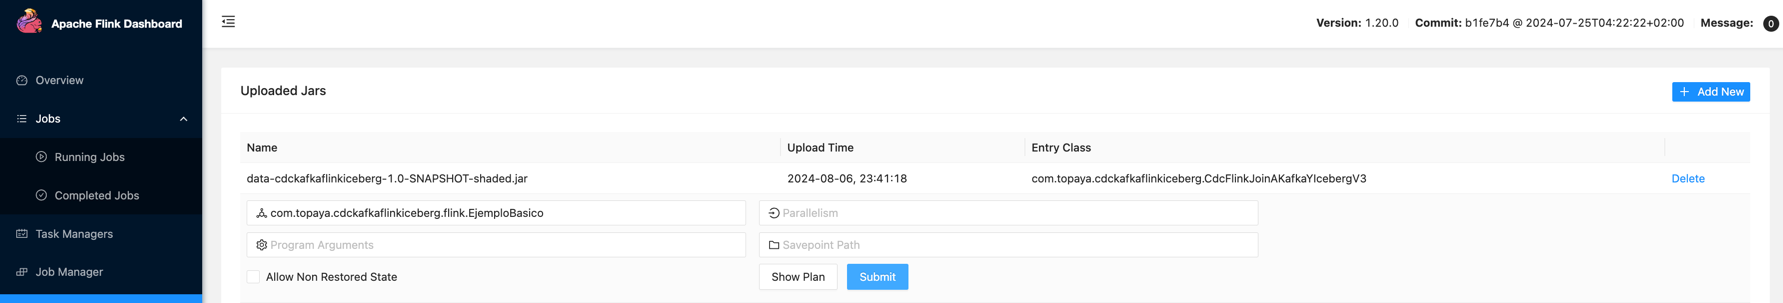 Apache Flink Dashboard
Version: 1.20.0 Commit: b1fe7b4 @ 2024-07-25T04:22:22+02:00 Message: 0
Overview
Jobs
Running Jobs
Completed Jobs
Task Managers
Job Manager
Uploaded Jars
+ Add New
Name Upload Time Entry Class
data-cdckafkaflinkiceberg-1.0-SNAPSHOT-shaded.jar 2024-08-06, 23:41:18 com.topaya.cdckafkaflinkiceberg.CdcFlinkJoinAKafkaYIcebergV3 Delete
com.topaya.cdckafkaflinkiceberg.flink.EjemploBasico Parallelism
Program Arguments Savepoint Path
Allow Non Restored State Show Plan Submit